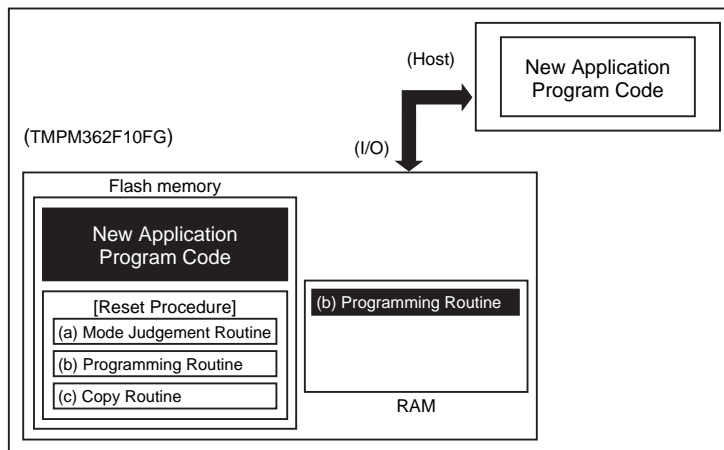 (Host)
New Application
Program Code
(TMPM362F10FG)
(I/O)
Flash memory
New Application
Program Code
[Reset Procedure]
(a) Mode Judgement Routine
(b) Programming Routine
(c) Copy Routine
(b) Programming Routine
RAM